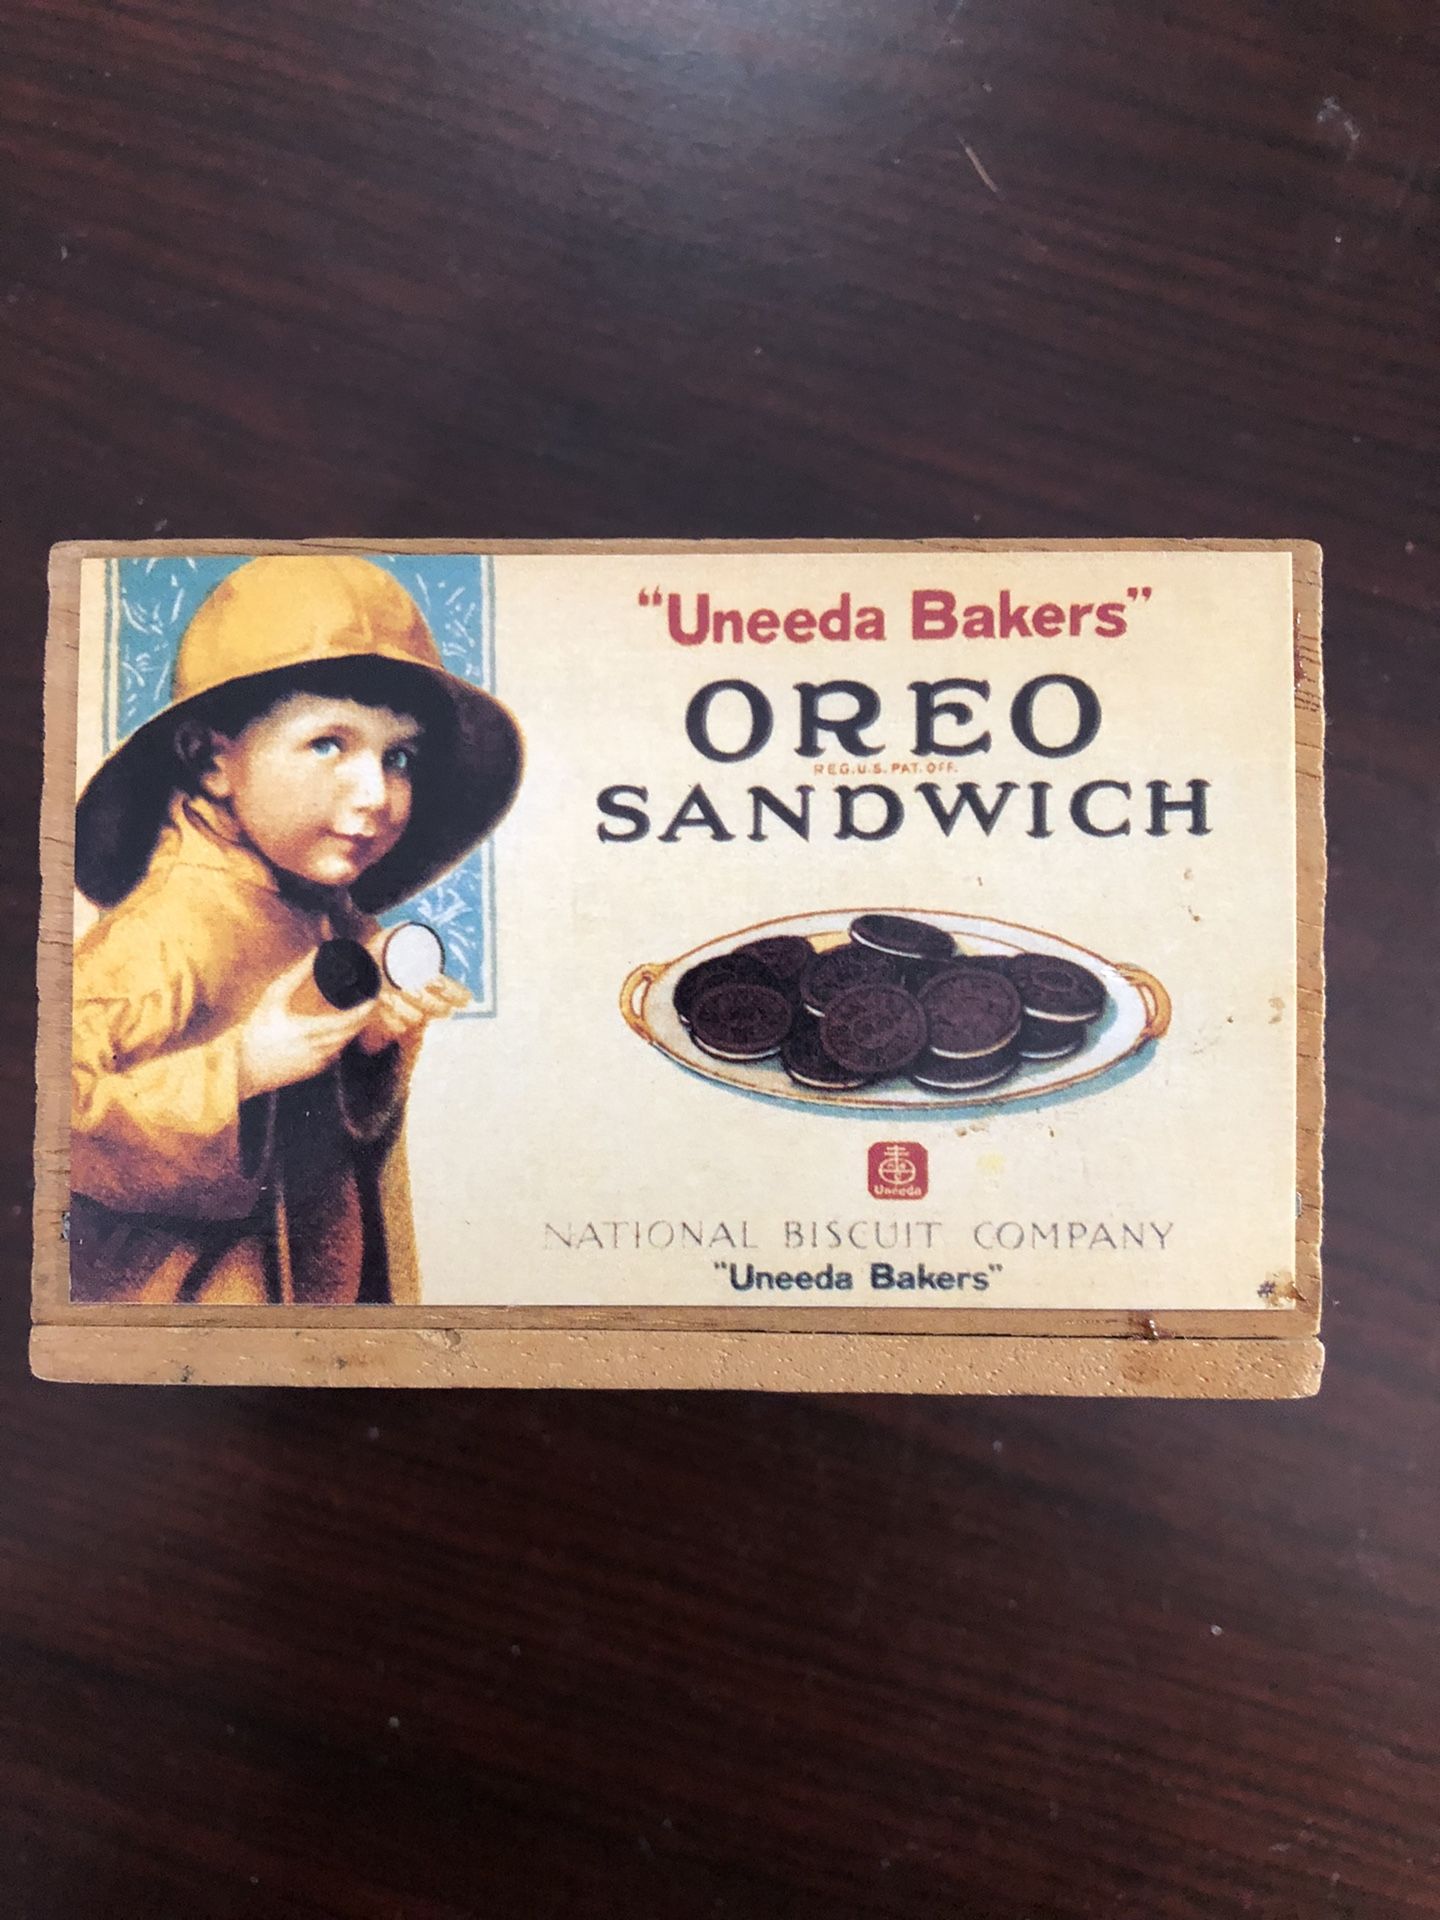 "Uneeda Bakers"
OREO
REG. U.S. PAT. OFF.
SANDWICH
Uneeda
NATIONAL BISCUIT COMPANY
"Uneeda Bakers"
#